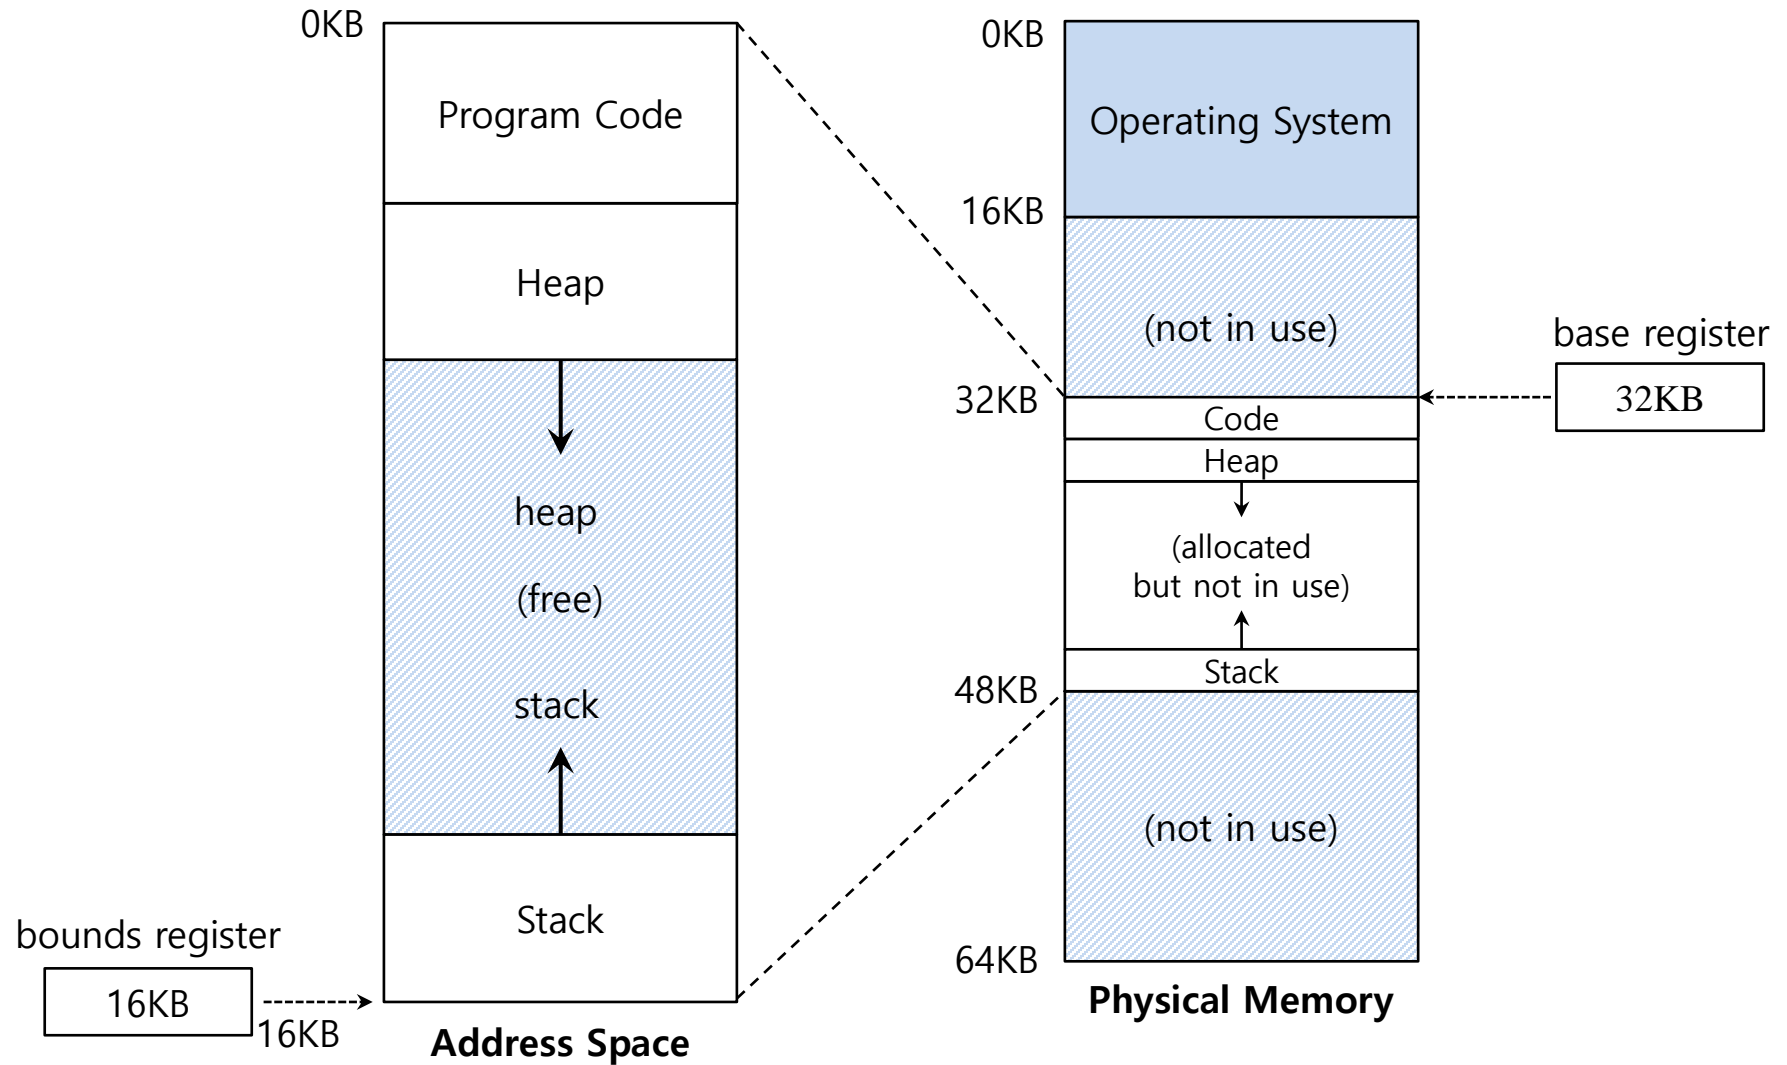 0KB
Program Code
Heap
heap
(free)
stack
Stack
bounds register
16KB
16KB
Address Space
0KB
Operating System
16KB
(not in use)
base register
32KB
32KB
Code
Heap
(allocated
but not in use)
Stack
48KB
(not in use)
64KB
Physical Memory